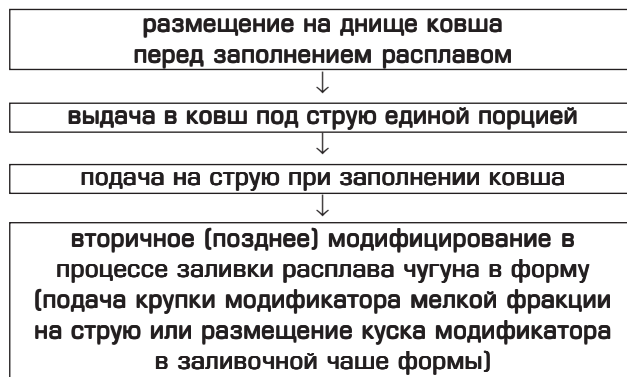 размещение на днище ковша
перед заполнением расплавом
↓
выдача в ковш под струю единой порцией
↓
подача на струю при заполнении ковша
↓
вторичное (позднее) модифицирование в
процессе заливки расплава чугуна в форму
(подача крупки модификатора мелкой фракции
на струю или размещение куска модификатора
в заливочной чаше формы)